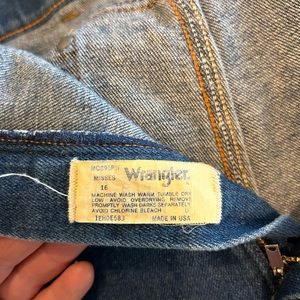 Wrangler
MISSES
16
MACHINE WASH WARM TUMBLE DRY
LOW AVOID OVERDRYING REMOVE
PROMPTLY WASH DARKS SEPARATELY
AVOID CHLORINE BLEACH
MADE IN USA